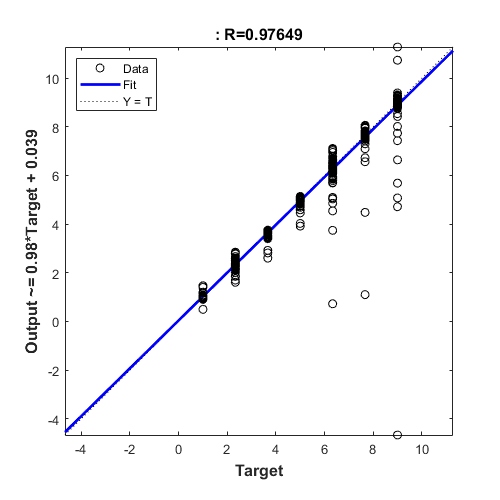 : R=0.97649
Data
Fit
Y = T
Output ~= 0.98*Target + 0.039
10
8
6
4
2
0
-2
-4
-4 -2 0 2 4 6 8 10
Target